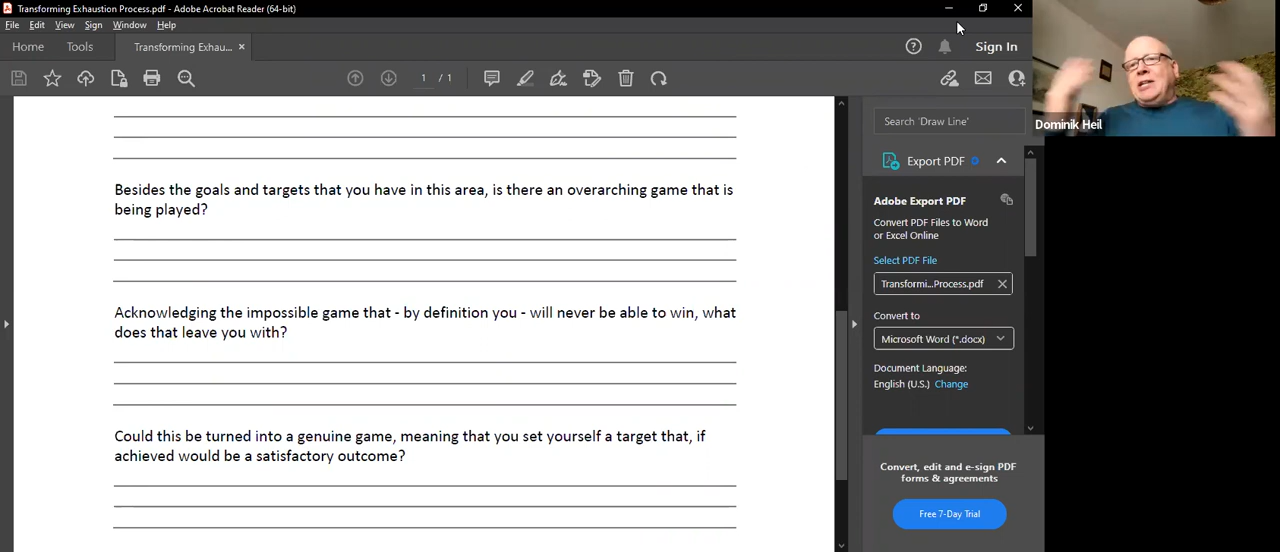 Transforming Exhaustion Process.pdf - Adobe Acrobat Reader (64-bit)
File Edit View Sign Window Help
Home Tools Transforming Exhau... × Sign In
1 / 1
Dominik Heil
Besides the goals and targets that you have in this area, is there an overarching game that is
being played?
Acknowledging the impossible game that - by definition you - will never be able to win, what
does that leave you with?
Could this be turned into a genuine game, meaning that you set yourself a target that, if
achieved would be a satisfactory outcome?
Search 'Draw Line'
Export PDF
Adobe Export PDF
Convert PDF Files to Word
or Excel Online
Select PDF File
Transformi...Process.pdf
Convert to
Microsoft Word (*.docx)
Document Language:
English (U.S.) Change
Convert, edit and e-sign PDF
forms & agreements
Free 7-Day Trial